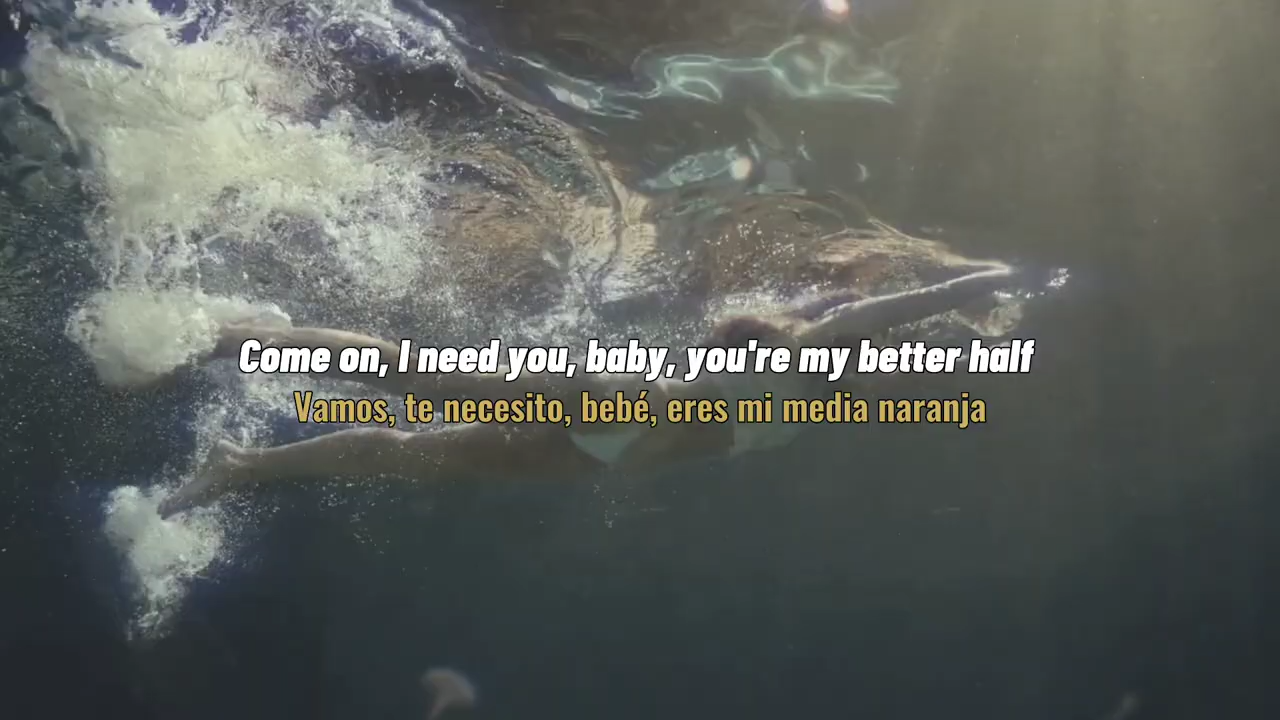 Come on, I need you, baby, you're my better half
Vamos, te necesito, bebé, eres mi media naranja